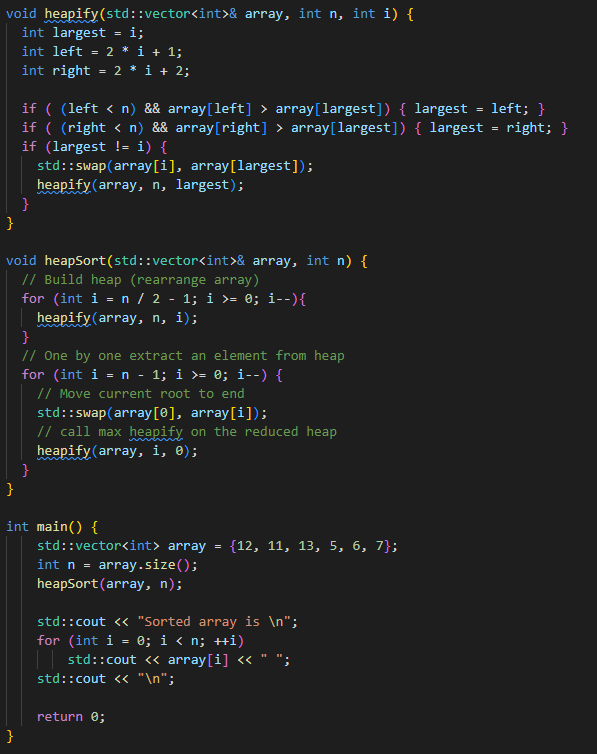 void heapify(std::vector<int>& array, int n, int i) {
  int largest = i;
  int left = 2 * i + 1;
  int right = 2 * i + 2;

  if ( (left < n) && array[left] > array[largest]) { largest = left; }
  if ( (right < n) && array[right] > array[largest]) { largest = right; }
  if (largest != i) {
    std::swap(array[i], array[largest]);
    heapify(array, n, largest);
  }
}

void heapSort(std::vector<int>& array, int n) {
  // Build heap (rearrange array)
  for (int i = n / 2 - 1; i >= 0; i--){
    heapify(array, n, i);
  }
  // One by one extract an element from heap
  for (int i = n - 1; i >= 0; i--) {
    // Move current root to end
    std::swap(array[0], array[i]);
    // call max heapify on the reduced heap
    heapify(array, i, 0);
  }
}

int main() {
    std::vector<int> array = {12, 11, 13, 5, 6, 7};
    int n = array.size();
    heapSort(array, n);

    std::cout << "Sorted array is \n";
    for (int i = 0; i < n; ++i)
        std::cout << array[i] << " ";
    std::cout << "\n";

    return 0;
}